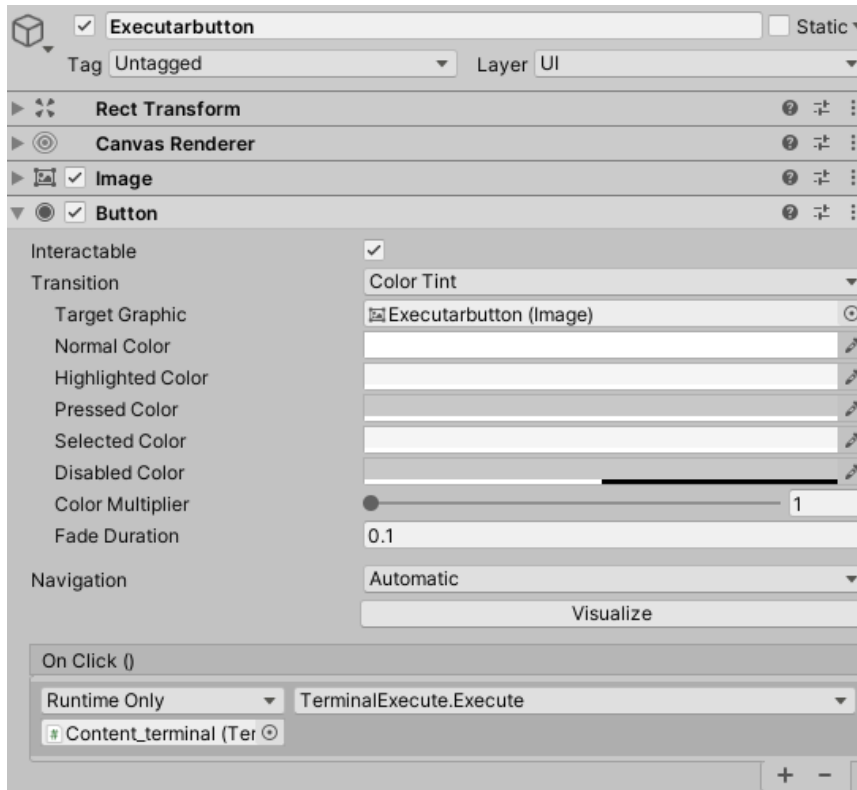 Executarbutton Static
Tag Untagged Layer UI
Rect Transform
Canvas Renderer
Image
Button
Interactable
Transition Color Tint
Target Graphic Executarbutton (Image)
Normal Color
Highlighted Color
Pressed Color
Selected Color
Disabled Color
Color Multiplier 1
Fade Duration 0.1
Navigation Automatic
Visualize
On Click ()
Runtime Only TerminalExecute.Execute
Content_terminal (Ter